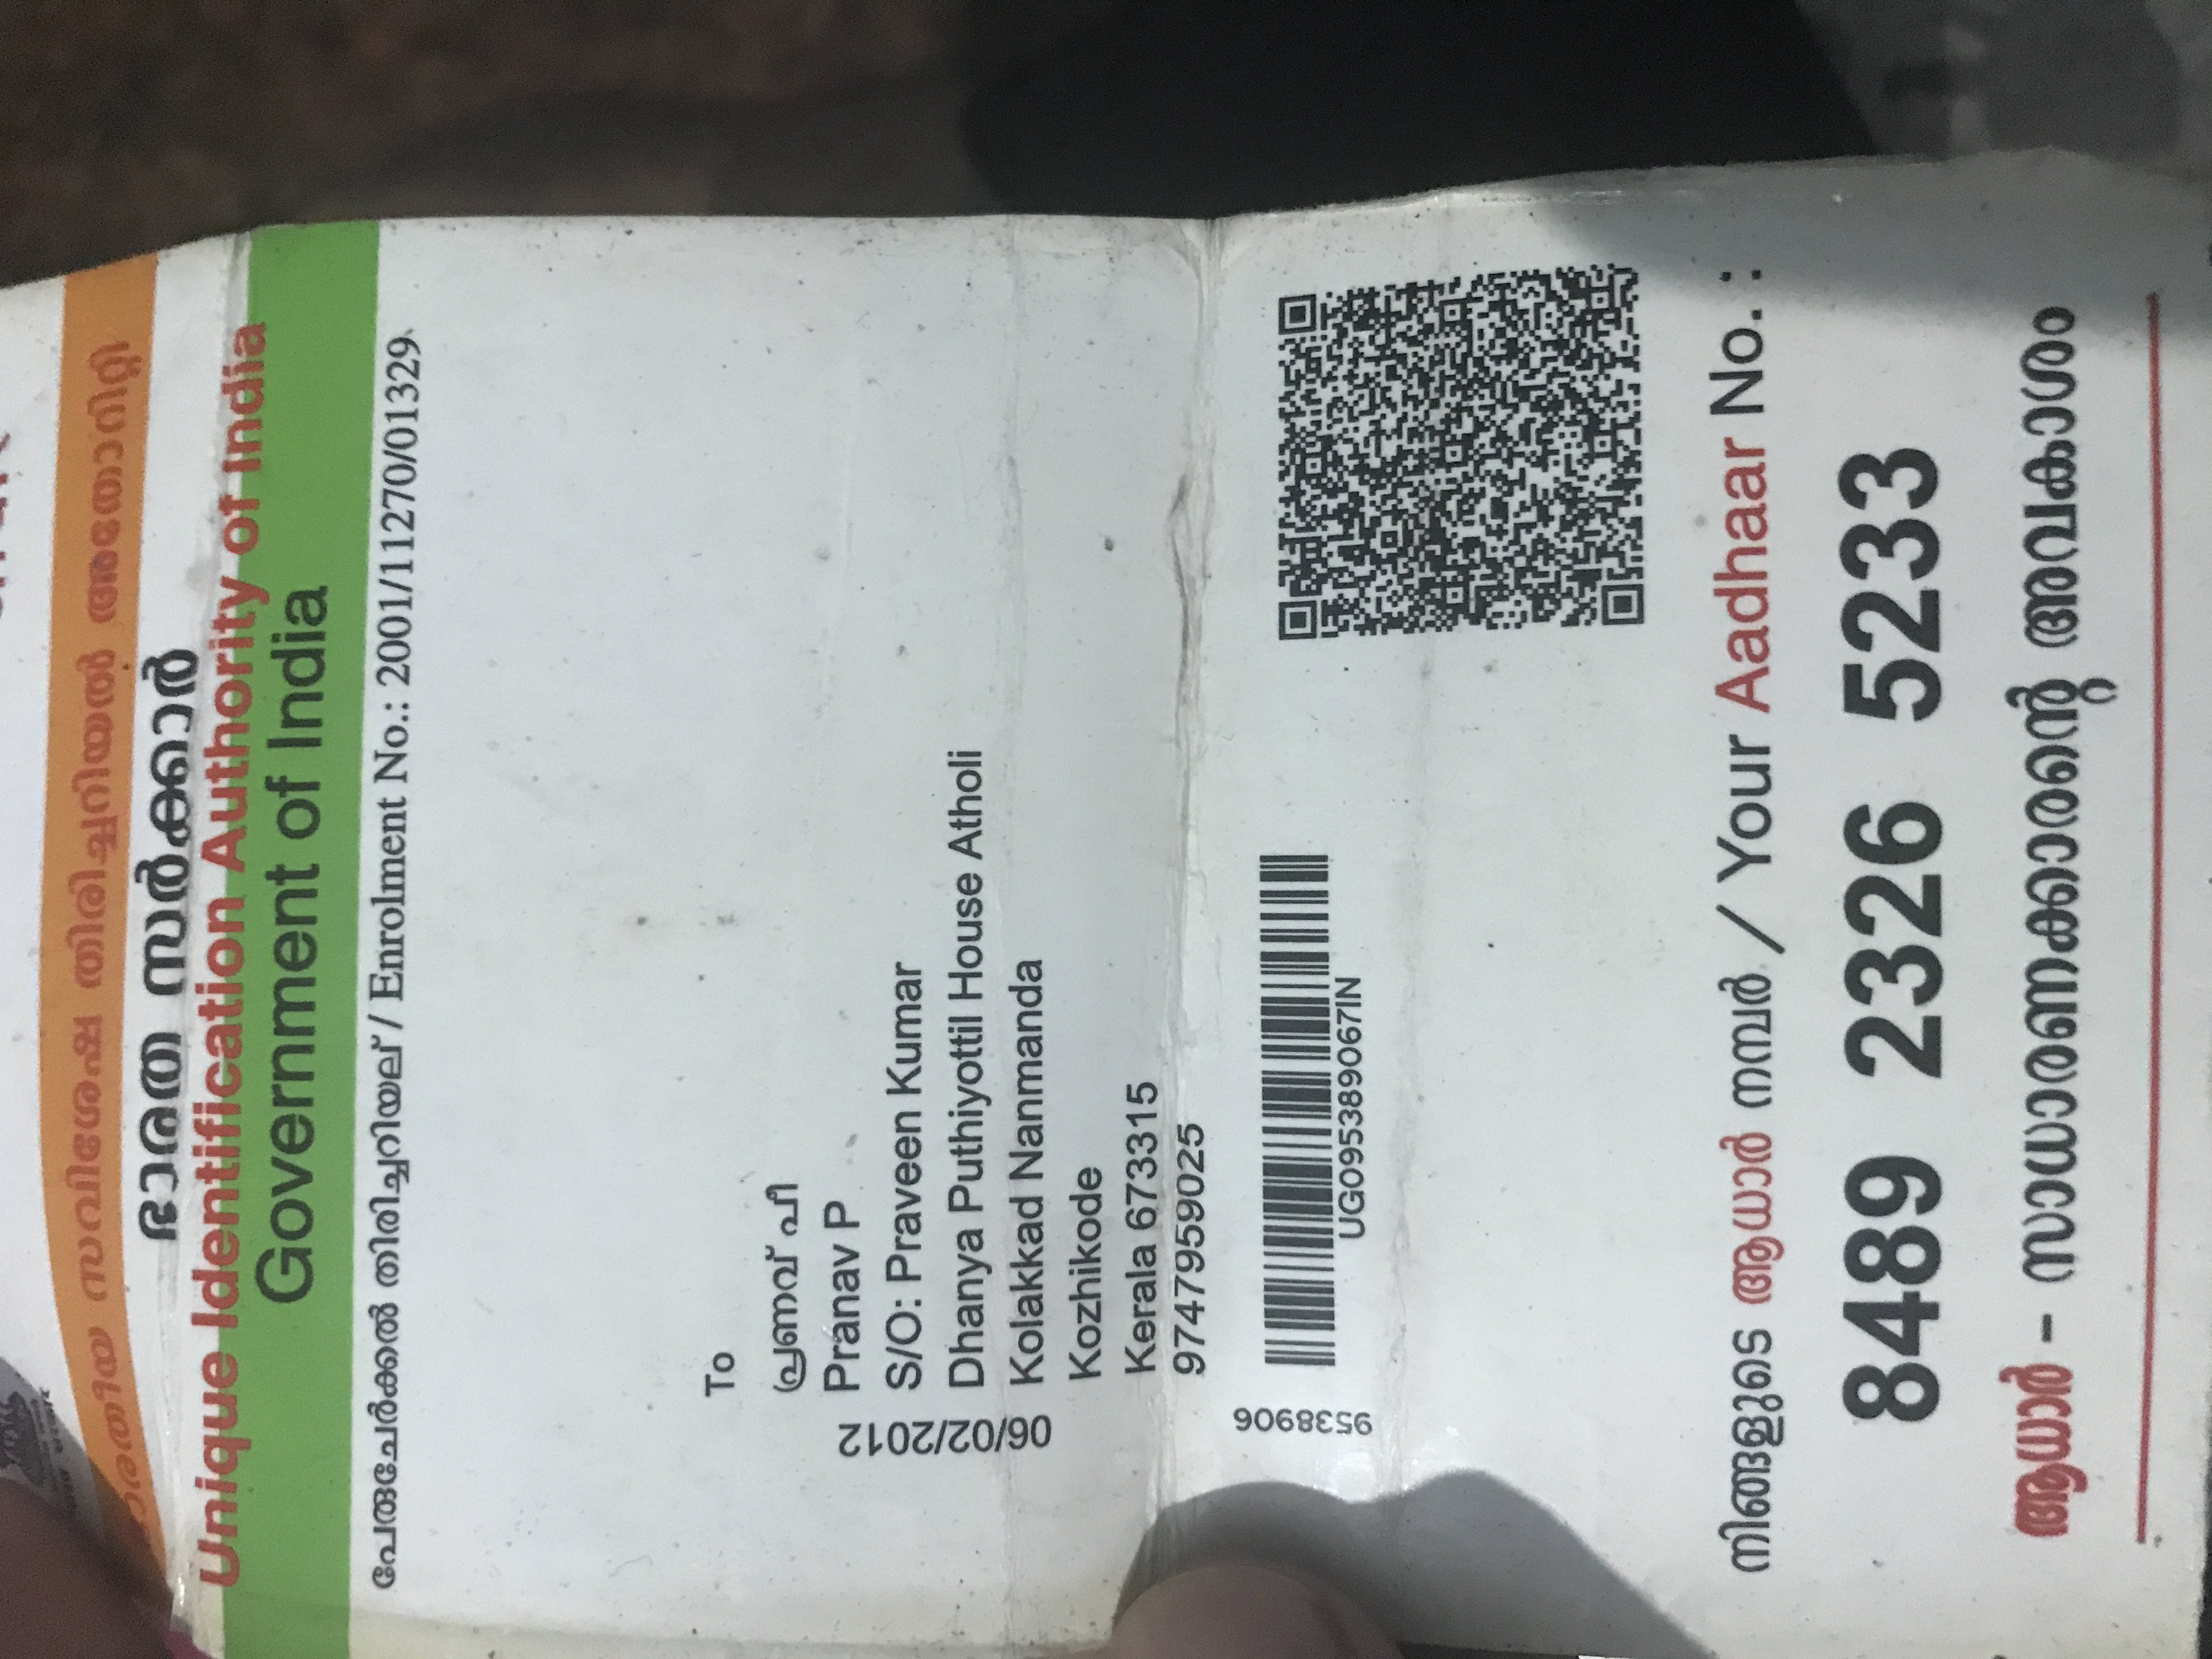 ഭാരതീയ സവിശേഷ തിരിച്ചറിയൽ അതോറിറ്റി
ഭാരത സർക്കാർ
Unique Identification Authority of India
Government of India
പേരുചേർക്കൽ തിരിച്ചറിയല് / Enrolment No.: 2001/11270/01329
To
പ്രണവ് പീ
Pranav P
S/O: Praveen Kumar
Dhanya Puthiyottil House Atholi
Kolakkad Nanmanda
Kozhikode
Kerala 673315
9747959025
06/02/2012
9538906
UG095389067IN
നിങ്ങളുടെ ആധാർ നമ്പർ / Your Aadhaar No. :
8489 2326 5233
ആധാർ – സാധാരണക്കാരന്റെ അവകാശം